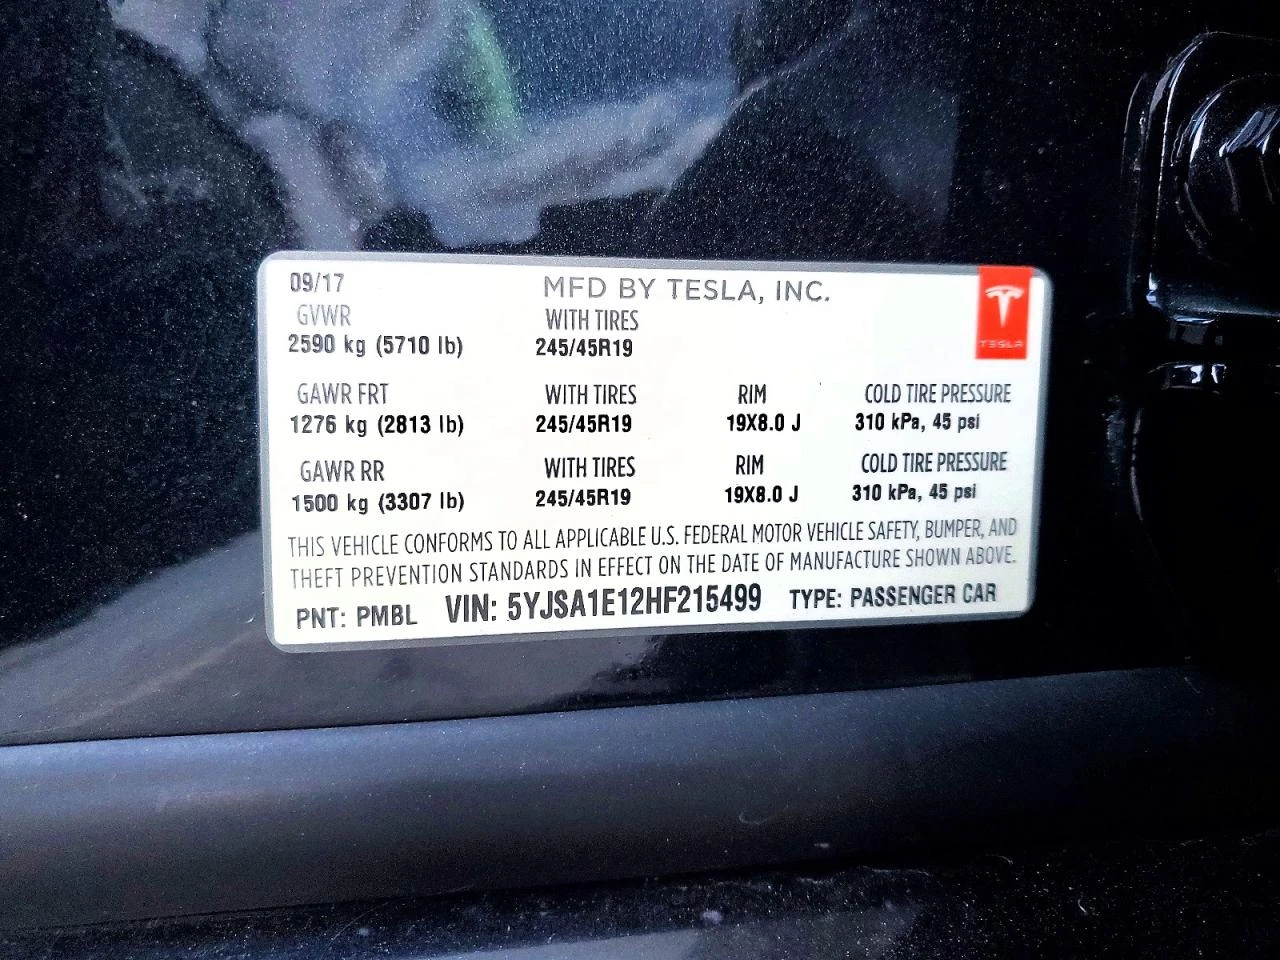 09/17 MFD BY TESLA, INC.
GVWR WITH TIRES
2590 kg (5710 lb) 245/45R19
TESLA
GAWR FRT WITH TIRES RIM COLD TIRE PRESSURE
1276 kg (2813 lb) 245/45R19 19X8.0 J 310 kPa, 45 psi
GAWR RR WITH TIRES RIM COLD TIRE PRESSURE
1500 kg (3307 lb) 245/45R19 19X8.0 J 310 kPa, 45 psi
THIS VEHICLE CONFORMS TO ALL APPLICABLE U.S. FEDERAL MOTOR VEHICLE SAFETY, BUMPER, AND
THEFT PREVENTION STANDARDS IN EFFECT ON THE DATE OF MANUFACTURE SHOWN ABOVE.
PNT: PMBL VIN: 5YJSA1E12HF215499 TYPE: PASSENGER CAR